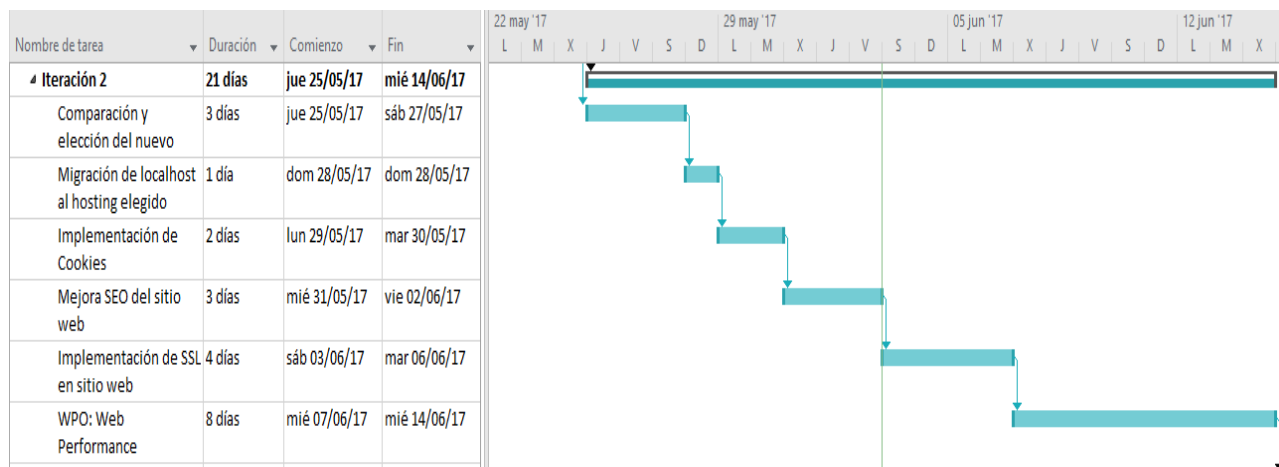 22 may '17 29 may '17 05 jun '17 12 jun '17
Nombre de tarea Duración Comienzo Fin L M X J V S D L M X J V S D L M X J V S D L M X
Iteración 2 21 días jue 25/05/17 mié 14/06/17
Comparación y 3 días jue 25/05/17 sáb 27/05/17
elección del nuevo
Migración de localhost 1 día dom 28/05/17 dom 28/05/17
al hosting elegido
Implementación de 2 días lun 29/05/17 mar 30/05/17
Cookies
Mejora SEO del sitio 3 días mié 31/05/17 vie 02/06/17
web
Implementación de SSL 4 días sáb 03/06/17 mar 06/06/17
en sitio web
WPO: Web 8 días mié 07/06/17 mié 14/06/17
Performance